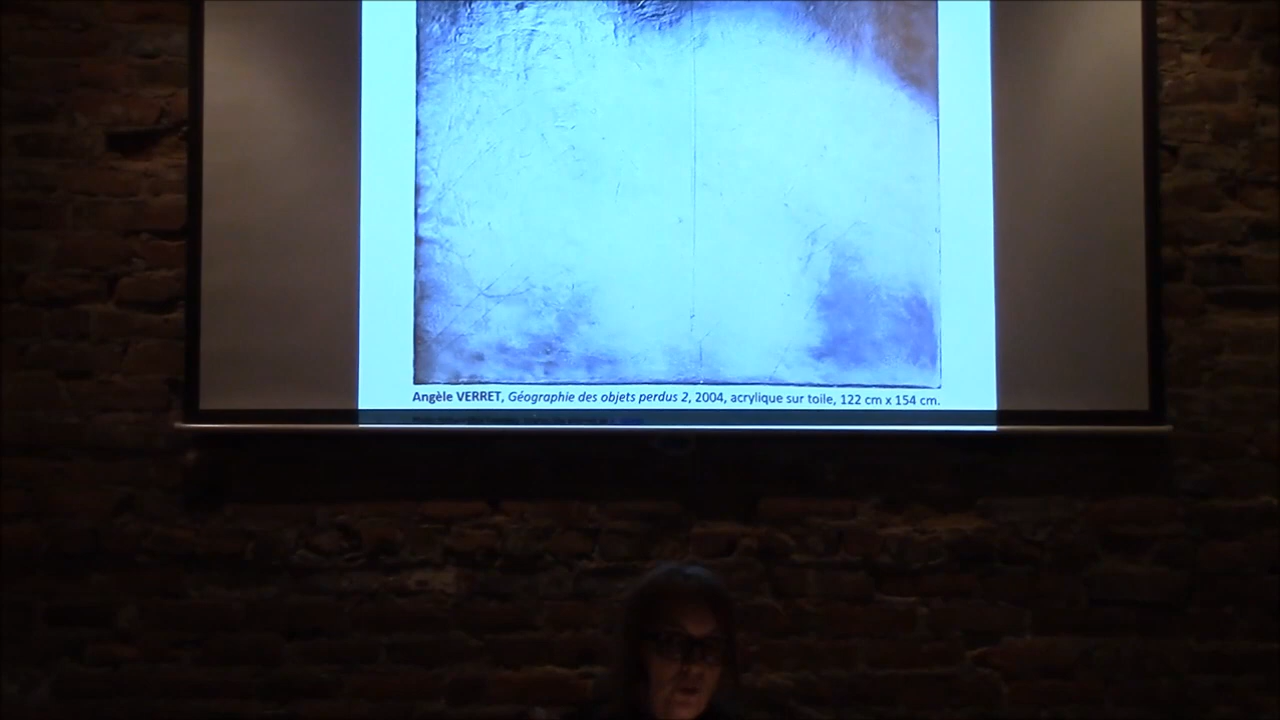 Angèle VERRET, Géographie des objets perdus 2, 2004, acrylique sur toile, 122 cm x 154 cm.